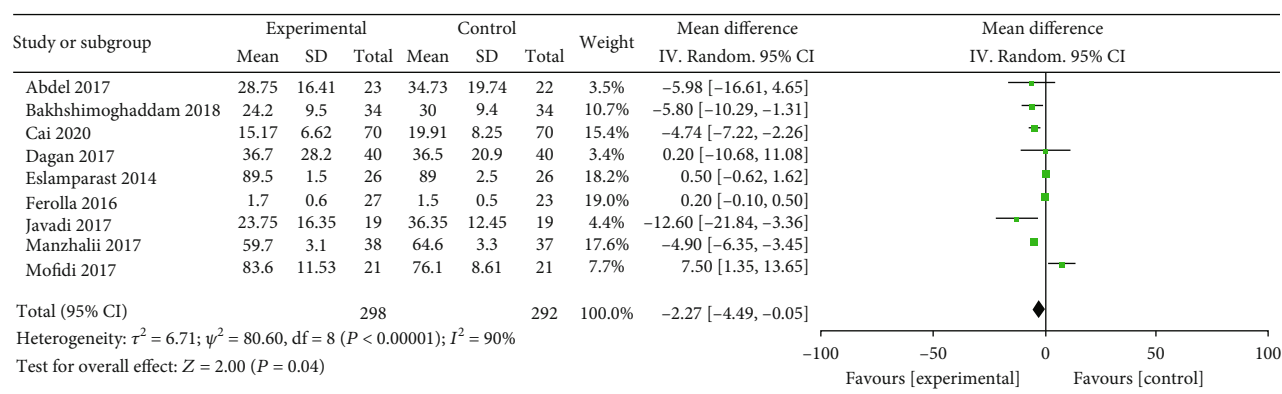 Study or subgroup Experimental Control Weight Mean difference Mean difference
Mean SD Total Mean SD Total IV. Random. 95% CI IV. Random. 95% CI
Abdel 2017 28.75 16.41 23 34.73 19.74 22 3.5% −5.98 [−16.61, 4.65]
Bakhshimoghaddam 2018 24.2 9.5 34 30 9.4 34 10.7% −5.80 [−10.29, −1.31]
Cai 2020 15.17 6.62 70 19.91 8.25 70 15.4% −4.74 [−7.22, −2.26]
Dagan 2017 36.7 28.2 40 36.5 20.9 40 3.4% 0.20 [−10.68, 11.08]
Eslamparast 2014 89.5 1.5 26 89 2.5 26 18.2% 0.50 [−0.62, 1.62]
Ferolla 2016 1.7 0.6 27 1.5 0.5 23 19.0% 0.20 [−0.10, 0.50]
Javadi 2017 23.75 16.35 19 36.35 12.45 19 4.4% −12.60 [−21.84, −3.36]
Manzhalii 2017 59.7 3.1 38 64.6 3.3 37 17.6% −4.90 [−6.35, −3.45]
Mofidi 2017 83.6 11.53 21 76.1 8.61 21 7.7% 7.50 [1.35, 13.65]
Total (95% CI) 298 292 100.0% −2.27 [−4.49, −0.05]
Heterogeneity: τ² = 6.71; ψ² = 80.60, df = 8 (P < 0.00001); I² = 90%
Test for overall effect: Z = 2.00 (P = 0.04)
−100 −50 0 50 100
Favours [experimental] Favours [control]